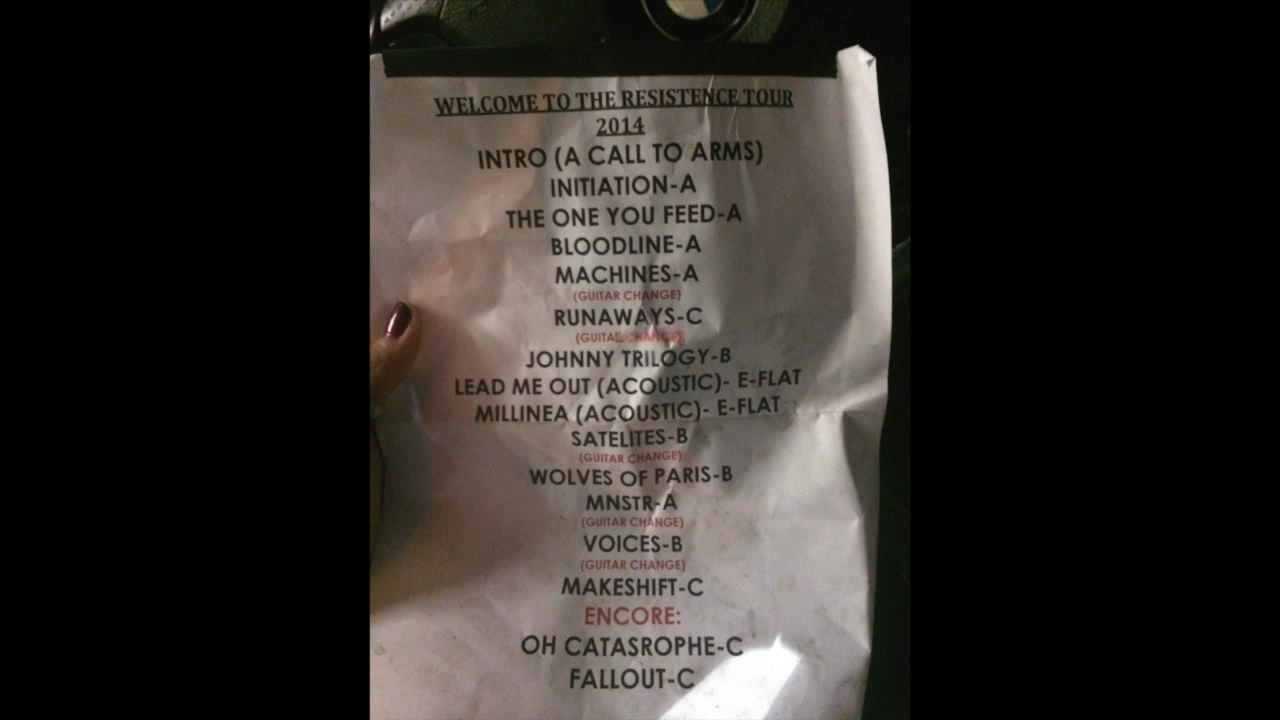 WELCOME TO THE RESISTENCE TOUR
2014
INTRO (A CALL TO ARMS)
INITIATION-A
THE ONE YOU FEED-A
BLOODLINE-A
MACHINES-A
(GUITAR CHANGE)
RUNAWAYS-C
(GUITAR CHANGE)
JOHNNY TRILOGY-B
LEAD ME OUT (ACOUSTIC)- E-FLAT
MILLINEA (ACOUSTIC)- E-FLAT
SATELITES-B
(GUITAR CHANGE)
WOLVES OF PARIS-B
MNSTR-A
(GUITAR CHANGE)
VOICES-B
(GUITAR CHANGE)
MAKESHIFT-C
ENCORE:
OH CATASROPHE-C
FALLOUT-C